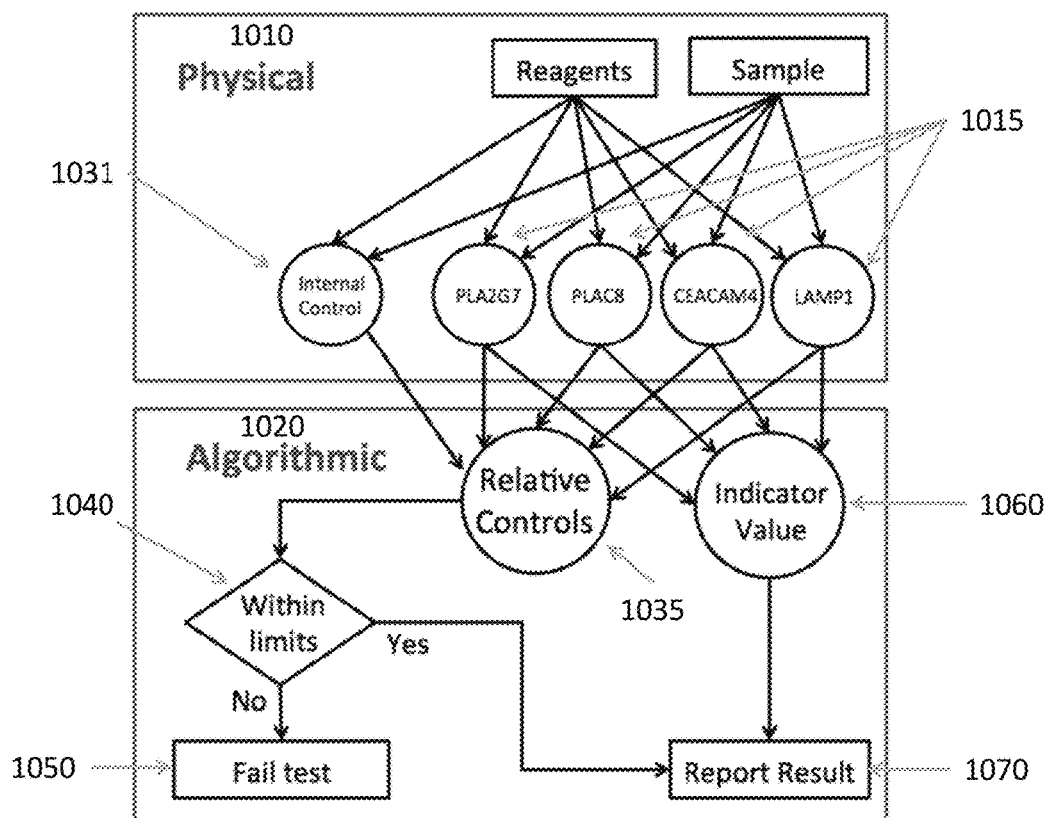 1010
Physical
Reagents
Sample
1015
1031
Internal
Control
PLA2G7
PLAC8
CEACAM4
LAMP1
1020
Algorithmic
1040
Relative
Controls
Indicator
Value
1060
1035
Within
limits
Yes
No
1050
Fail test
Report Result
1070